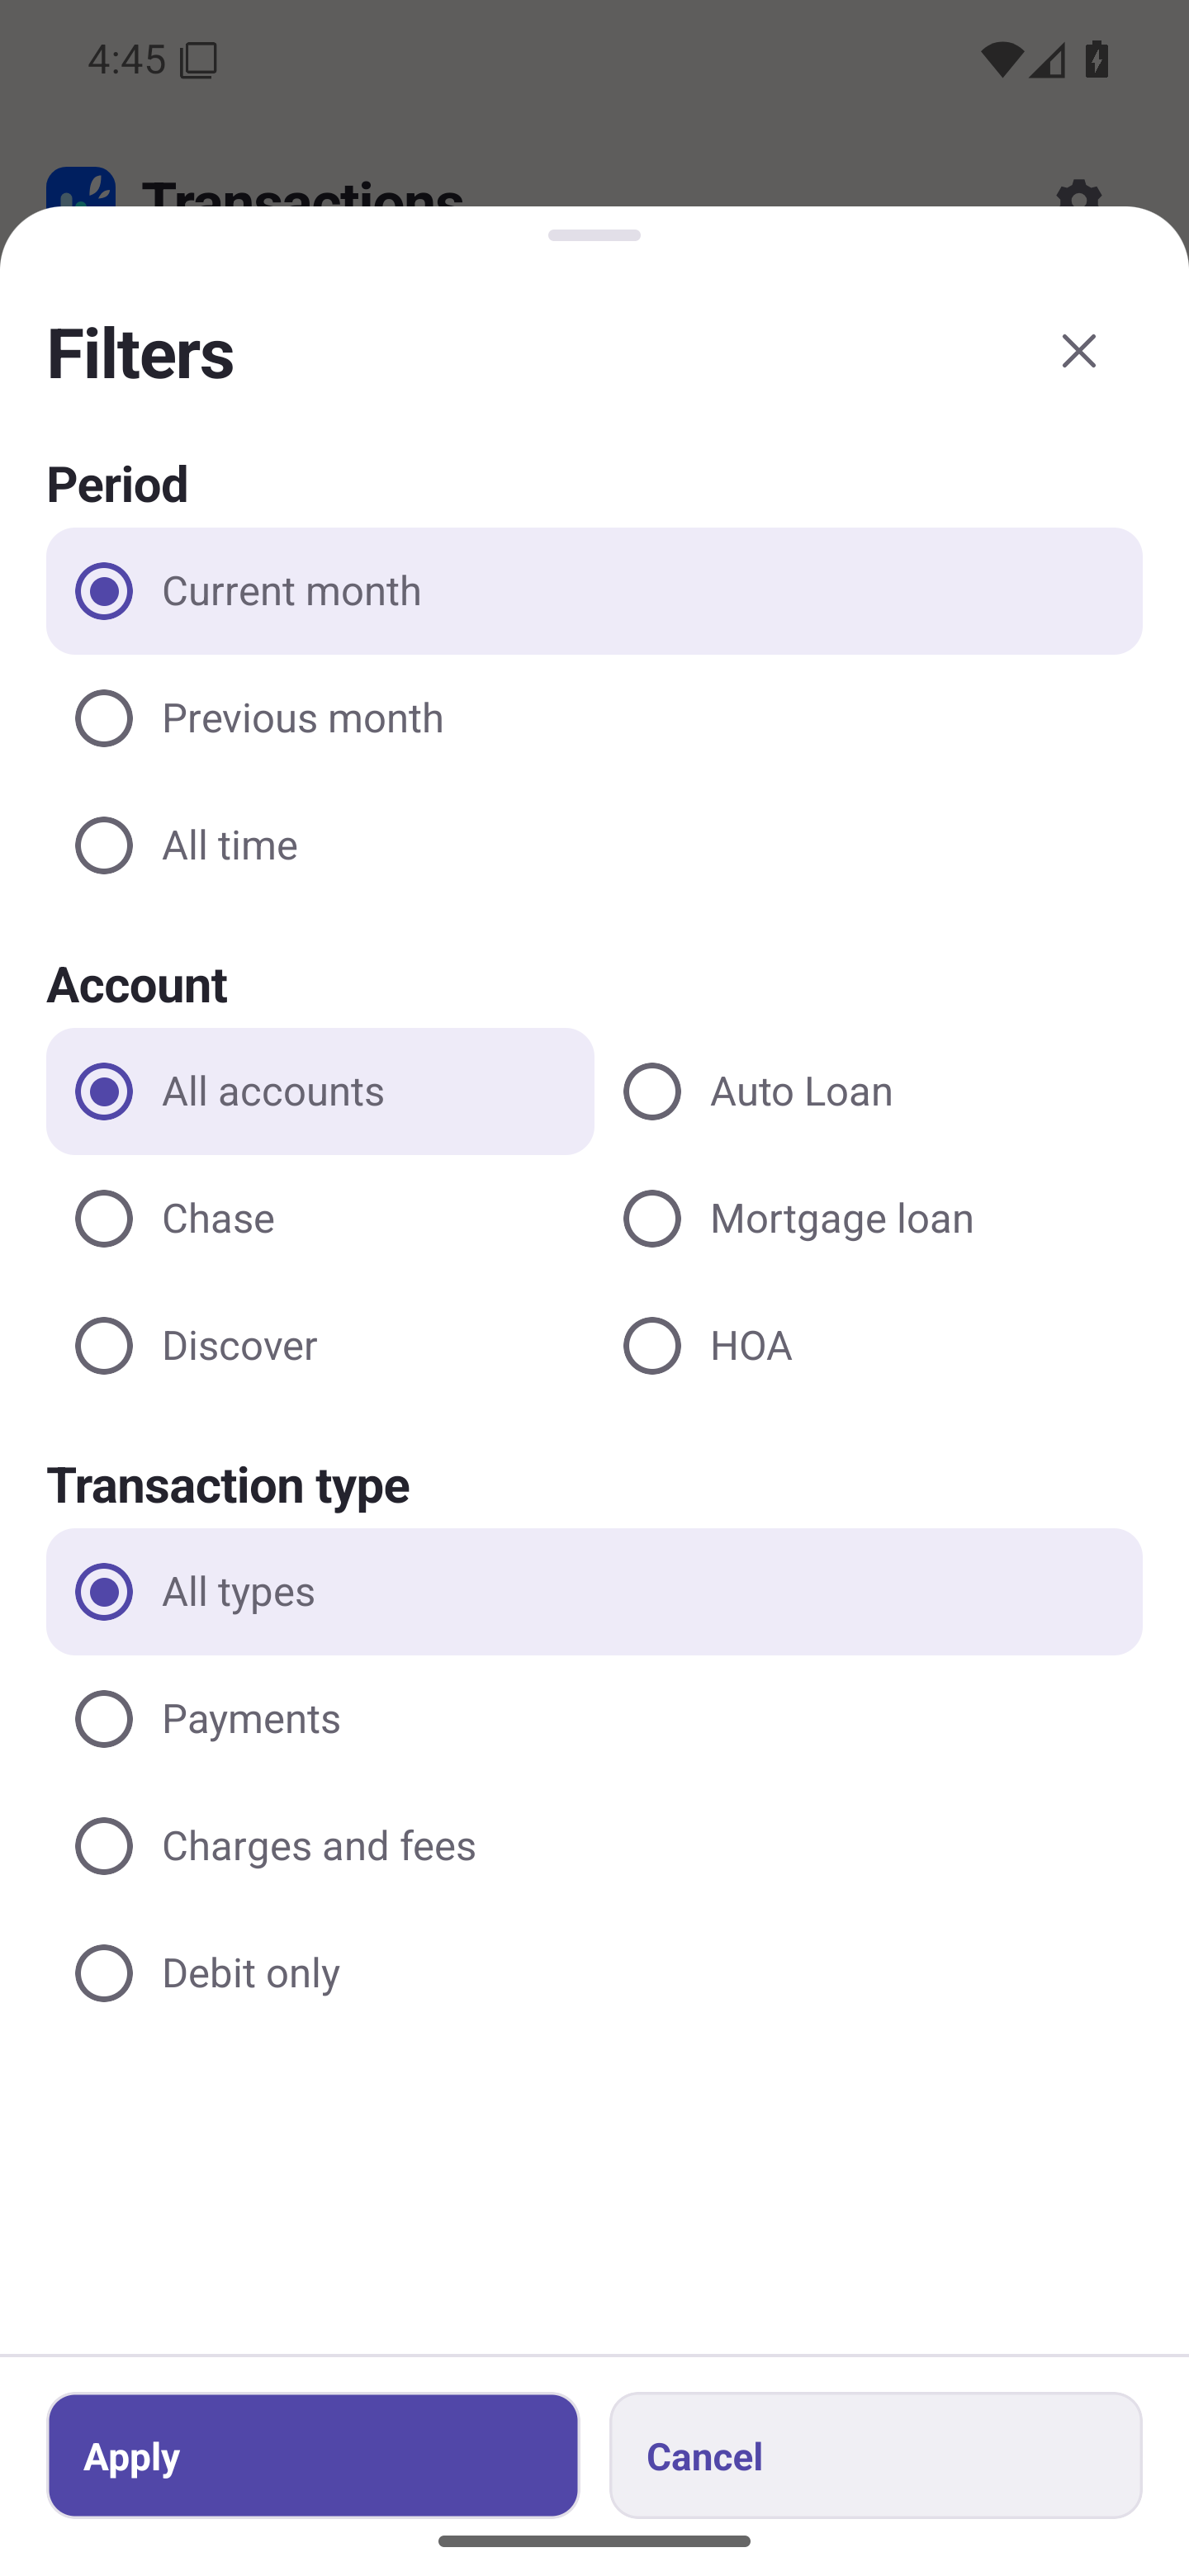 4:45
Transactions
Filters
Period
Current month
Previous month
All time
Account
All accounts
Auto Loan
Chase
Mortgage loan
Discover
HOA
Transaction type
All types
Payments
Charges and fees
Debit only
Apply
Cancel